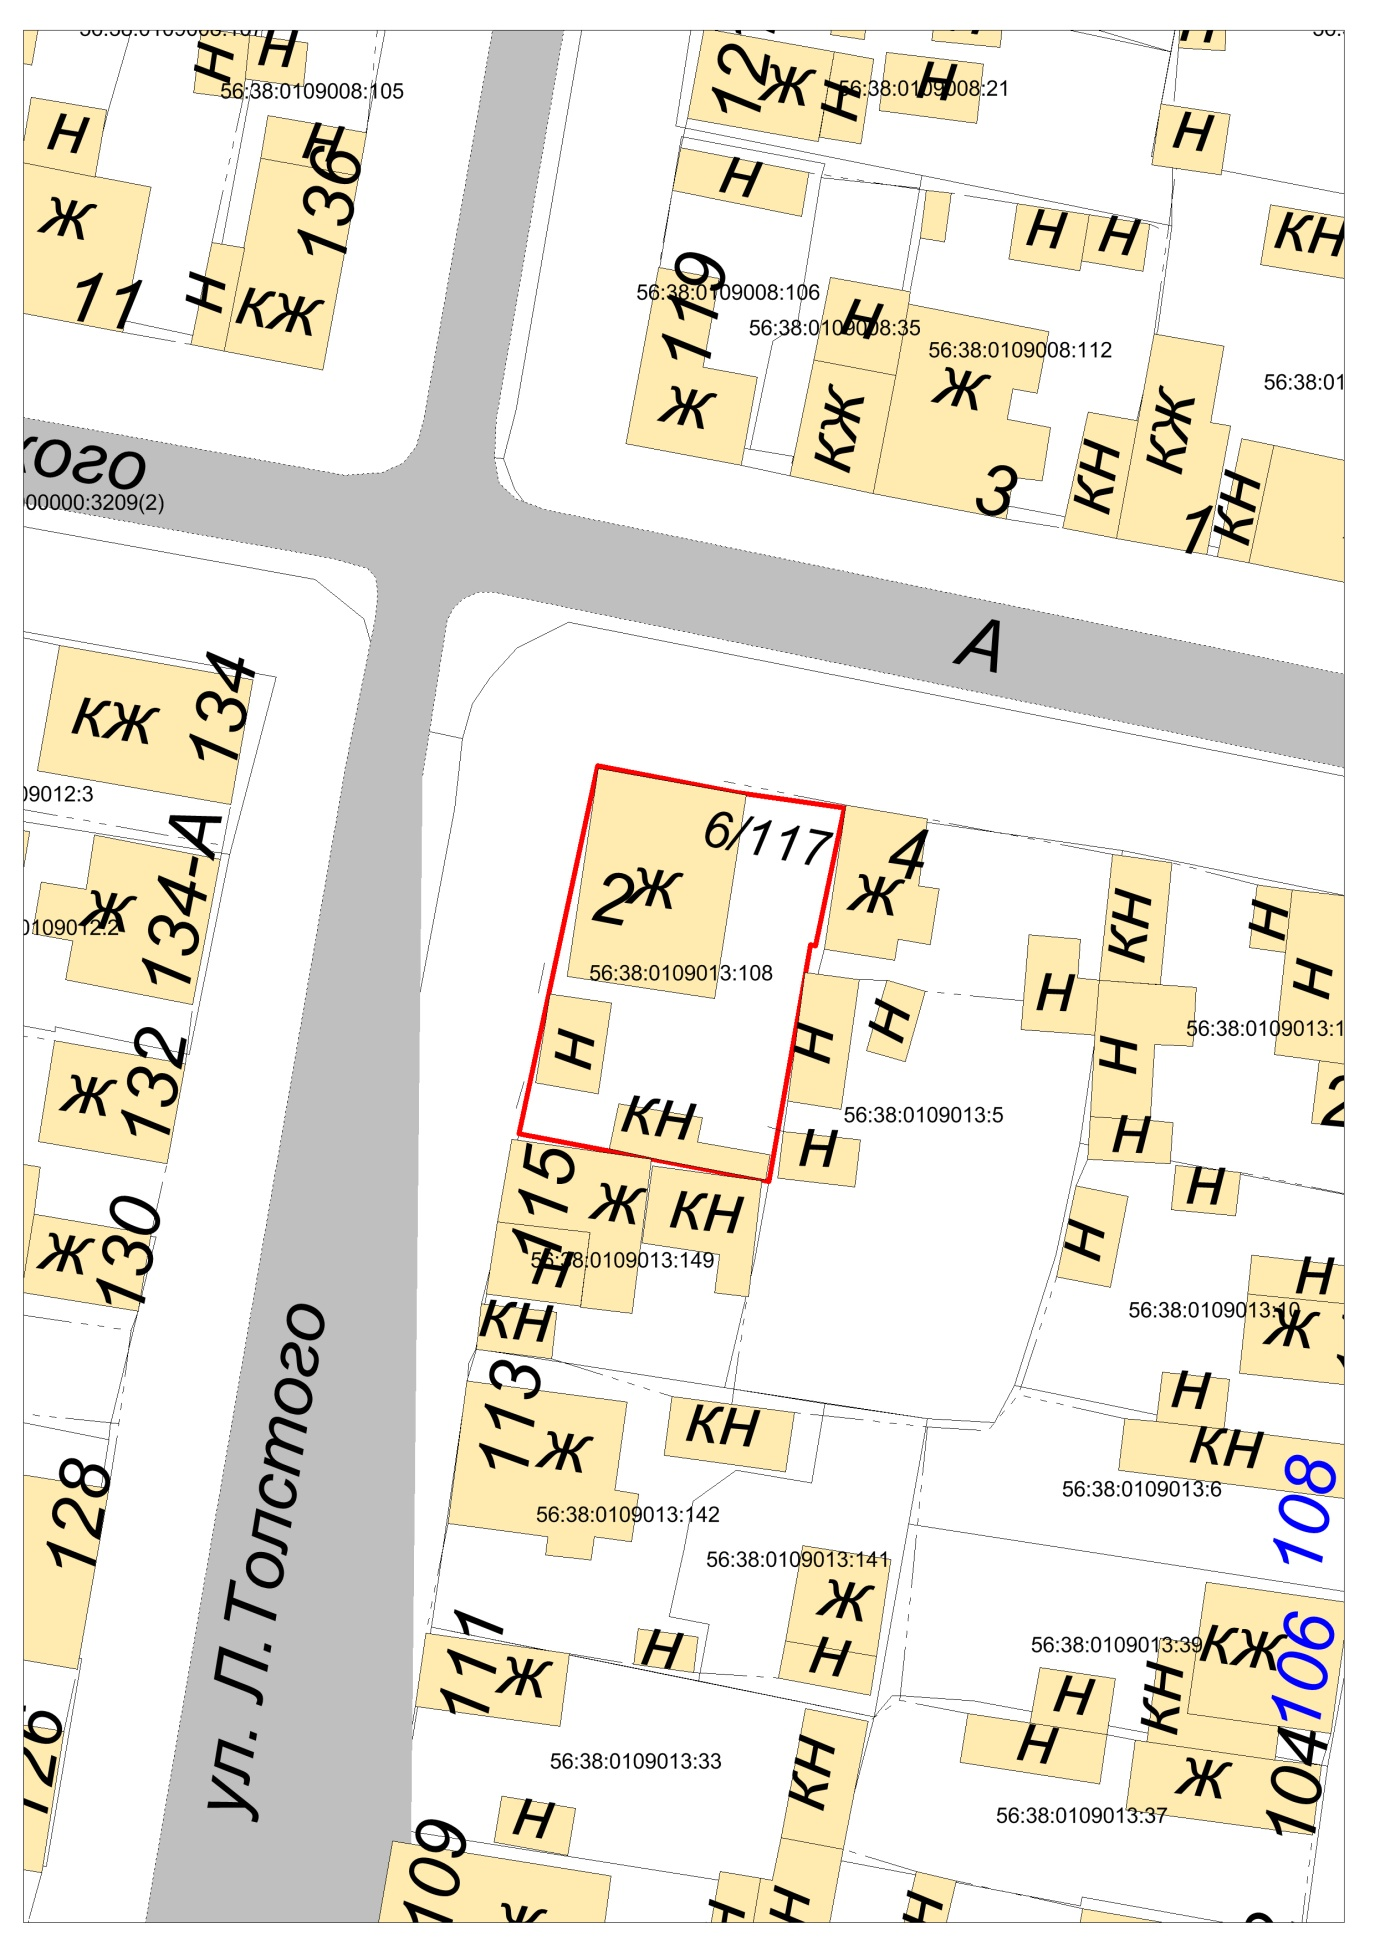 Н
Н
56:38:0109008:105
12
Ж
Н
56:38:0109008:21
Н
Н
Н
Н
136
Н
Ж
11
Н
КЖ
Н
Н
КН
119
56:38:0109008:106
Н
56:38:0109008:35
56:38:0109008:112
Ж
Ж
КЖ
КЖ
56:38:01
КН
КН
3
1
кого
00000:3209(2)
А
134
КЖ
09012:3
134-А
Ж
0109012:2
6/117
4
2
Ж
Ж
56:38:0109013:108
КН
Н
Н
Н
Н
Н
Н
Н
56:38:0109013:1
132
Ж
КН
56:38:0109013:5
Н
Н
2
115
Ж
КН
Н
56:38:0109013:149
Н
Н
130
Ж
КН
Н
56:38:0109013:10
Ж
113
Ж
КН
Н
КН
128
108
56:38:0109013:6
56:38:0109013:142
56:38:0109013:141
Ж
Н
ул. Л.Толстого
111
Ж
Н
56:38:0109013:39
КЖ
106
Н
КН
Н
126
56:38:0109013:33
КН
Ж
104
56:38:0109013:37
Н
109
Ж
Н
Н
Н